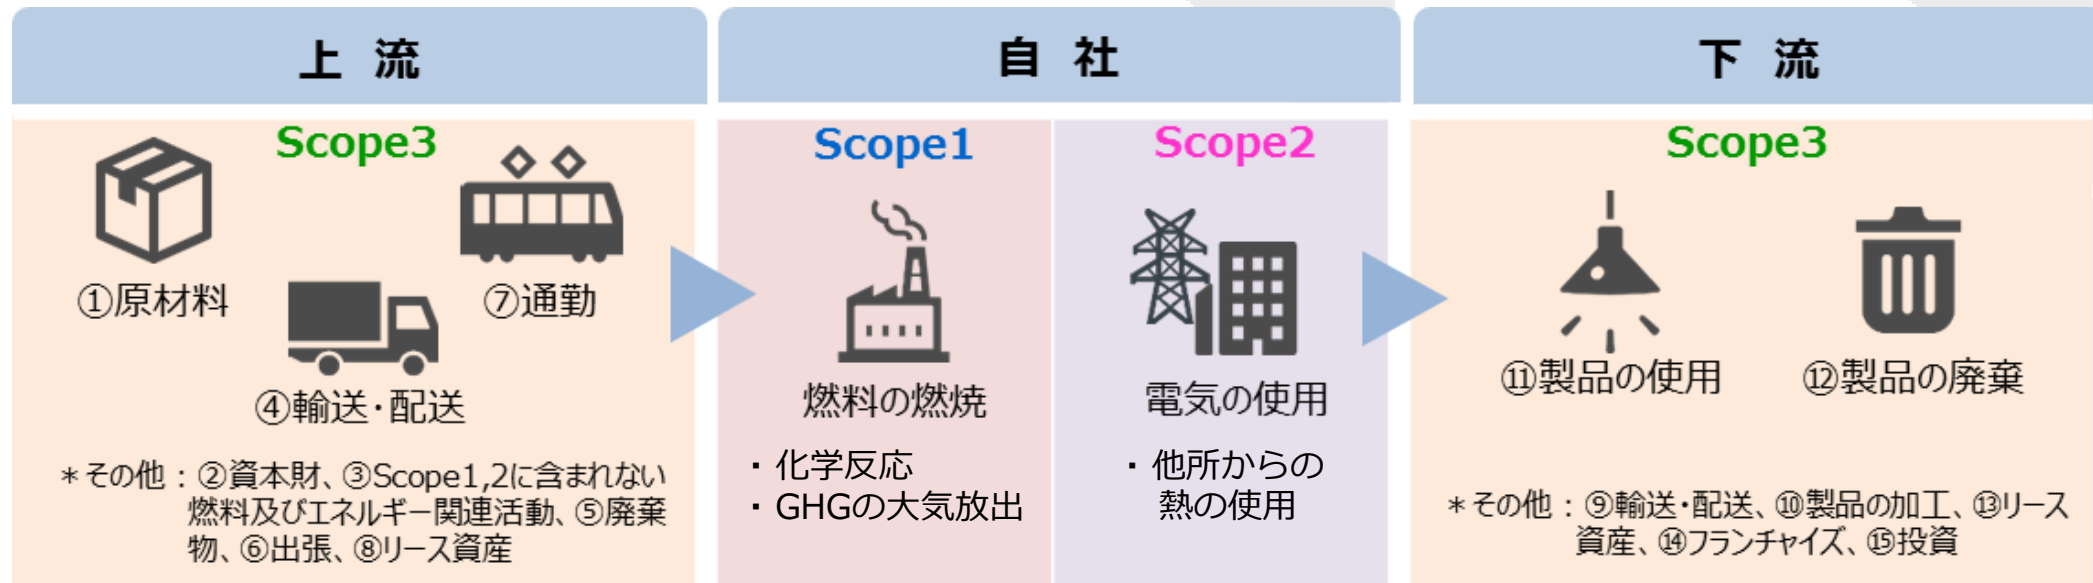 上 流
Scope3
①原材料
⑦通勤
④輸送・配送
＊その他：②資本財、③Scope1,2に含まれない
燃料及びエネルギー関連活動、⑤廃棄
物、⑥出張、⑧リース資産
自 社
Scope1
燃料の燃焼
・化学反応
・GHGの大気放出
Scope2
電気の使用
・他所からの
熱の使用
下 流
Scope3
⑪製品の使用
⑫製品の廃棄
＊その他：⑨輸送・配送、⑩製品の加工、⑬リース
資産、⑭フランチャイズ、⑮投資